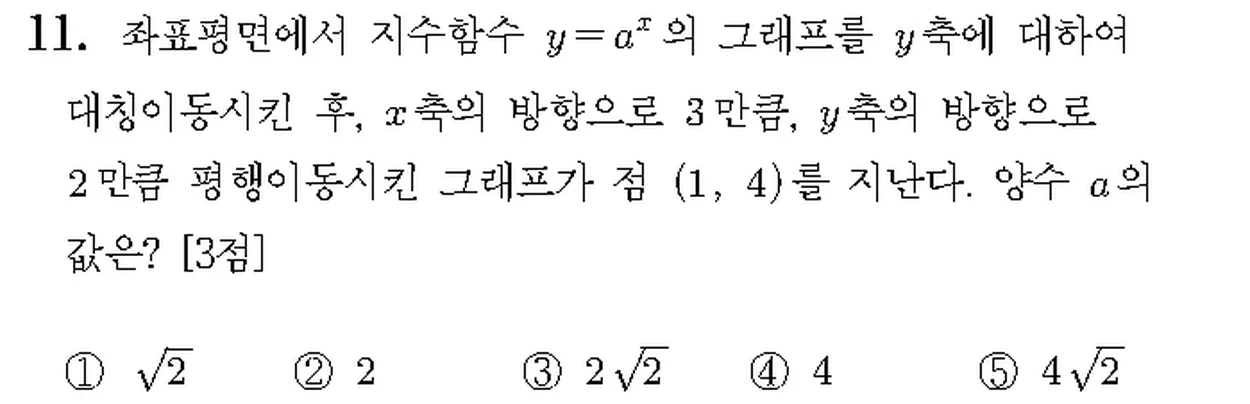 11. 좌표평면에서 지수함수 y=aˣ의 그래프를 y축에 대하여
대칭이동시킨 후, x축의 방향으로 3만큼, y축의 방향으로
2만큼 평행이동시킨 그래프가 점 (1, 4)를 지난다. 양수 a의
값은? [3점]
① √2 ② 2 ③ 2√2 ④ 4 ⑤ 4√2